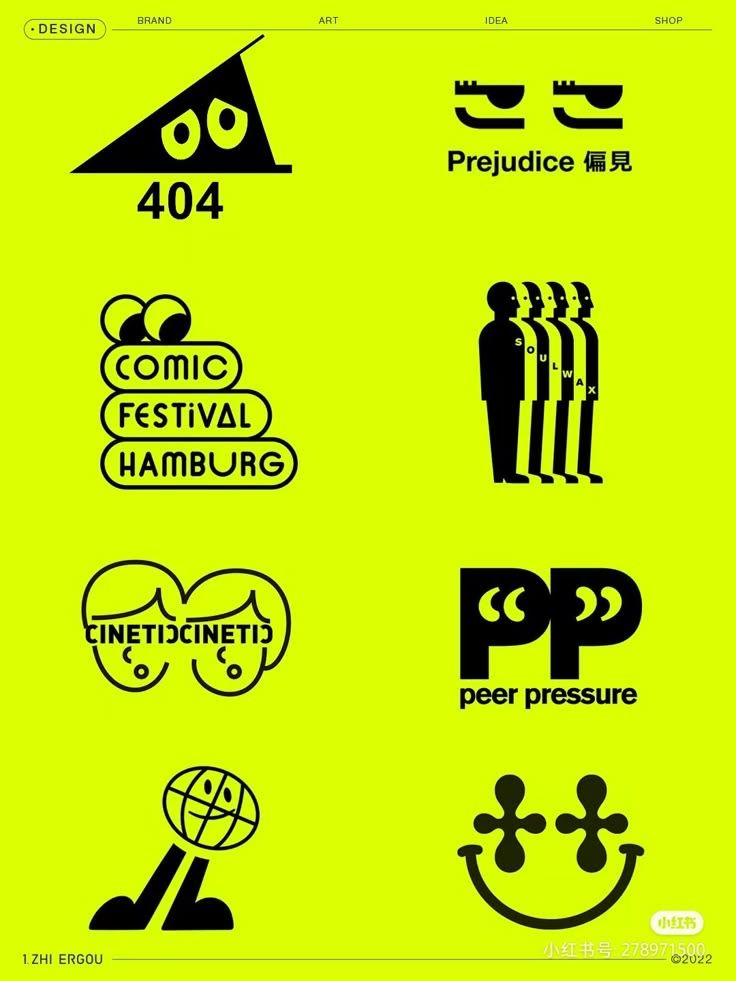 ·DESIGN
BRAND
ART
IDEA
SHOP
404
Prejudice 偏見
COMIC
FESTiVAL
HAMBURG
SOULWAX
CINETIC CINETIC
PP
peer pressure
小红书
小红书号: 278971500
1. ZHI ERGOU
©2022